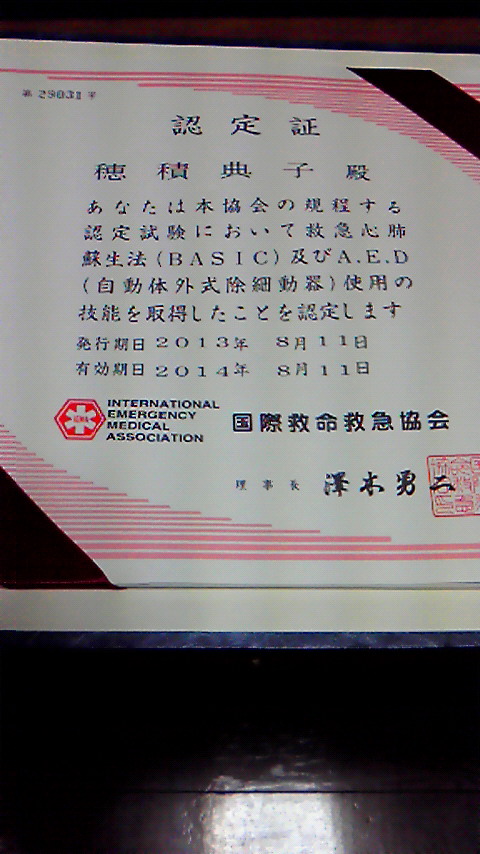 第 29031 号
認定証
穂積典子 殿
あなたは本協会の規程する
認定試験において救急心肺
蘇生法(BASIC)及びA.E.D
(自動体外式除細動器)使用の
技能を取得したことを認定します
発行期日 2013年 8月11日
有効期日 2014年 8月11日
IEMA
INTERNATIONAL
EMERGENCY
MEDICAL
ASSOCIATION
国際救命救急協会
理事長 澤木勇二